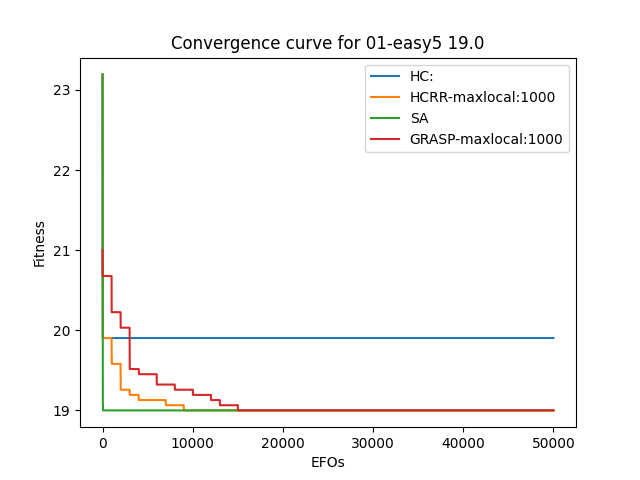 Convergence curve for 01-easy5 19.0
HC:
HCRR-maxlocal:1000
SA
GRASP-maxlocal:1000
Fitness
23
22
21
20
19
0 10000 20000 30000 40000 50000
EFOs